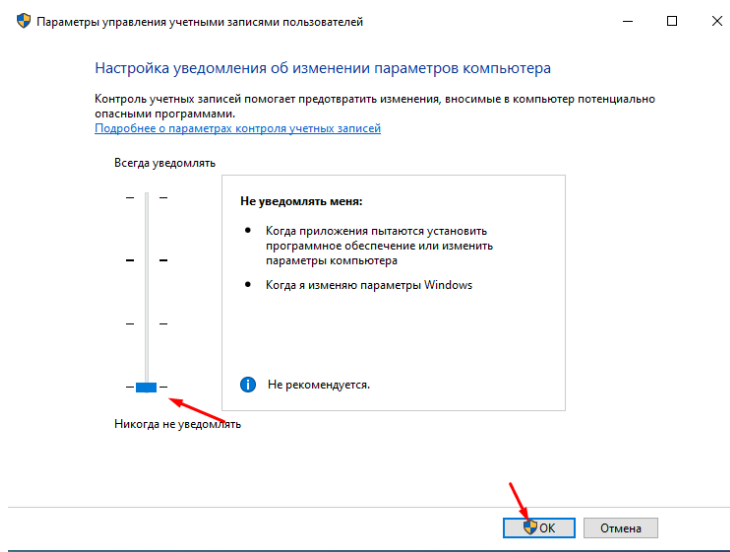 Параметры управления учетными записями пользователей
Настройка уведомления об изменении параметров компьютера
Контроль учетных записей помогает предотвратить изменения, вносимые в компьютер потенциально
опасными программами.
Подробнее о параметрах контроля учетных записей
Всегда уведомлять
Не уведомлять меня:
Когда приложения пытаются установить
программное обеспечение или изменить
параметры компьютера
Когда я изменяю параметры Windows
Не рекомендуется.
Никогда не уведомлять
ОК
Отмена